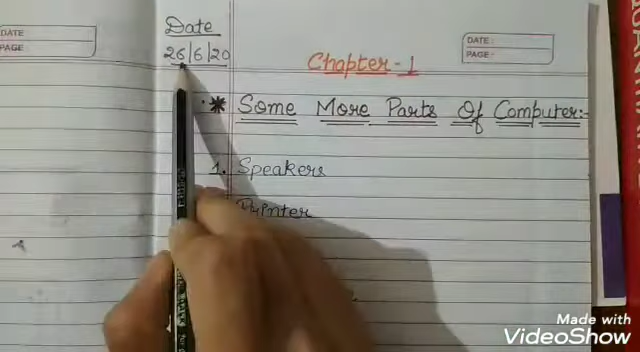 DATE
PAGE
Date
26/6/20
Chapter-1
DATE:
PAGE:
* Some More Parts Of Computer:-
1. Speakers
Printer
Made with
VideoShow